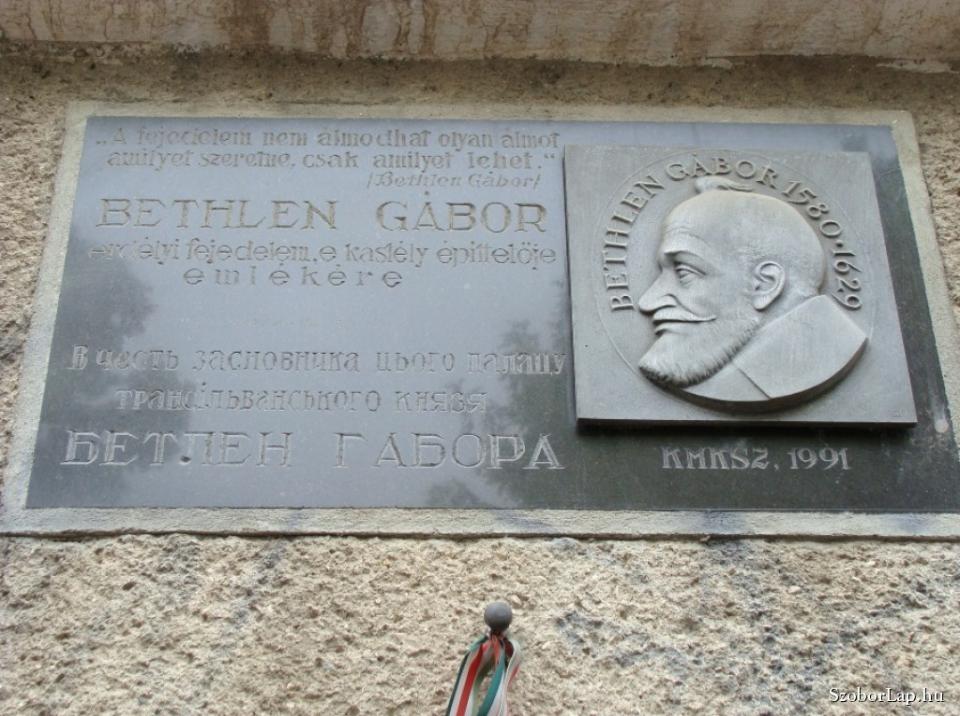 „A fejedelem nem álmodhat olyan álmot
amilyet szeretne, csak amilyet lehet.“
/Bethlen Gábor/
BETHLEN GÁBOR
erdélyi fejedelem, e kastély építtetője
emlékére
В честь засновника цього палацу
трансільванського князя
БЕТЛЕН ГАБОРА
BETHLEN GÁBOR 1580·1629
KMKSZ, 1991
SzoborLap.hu